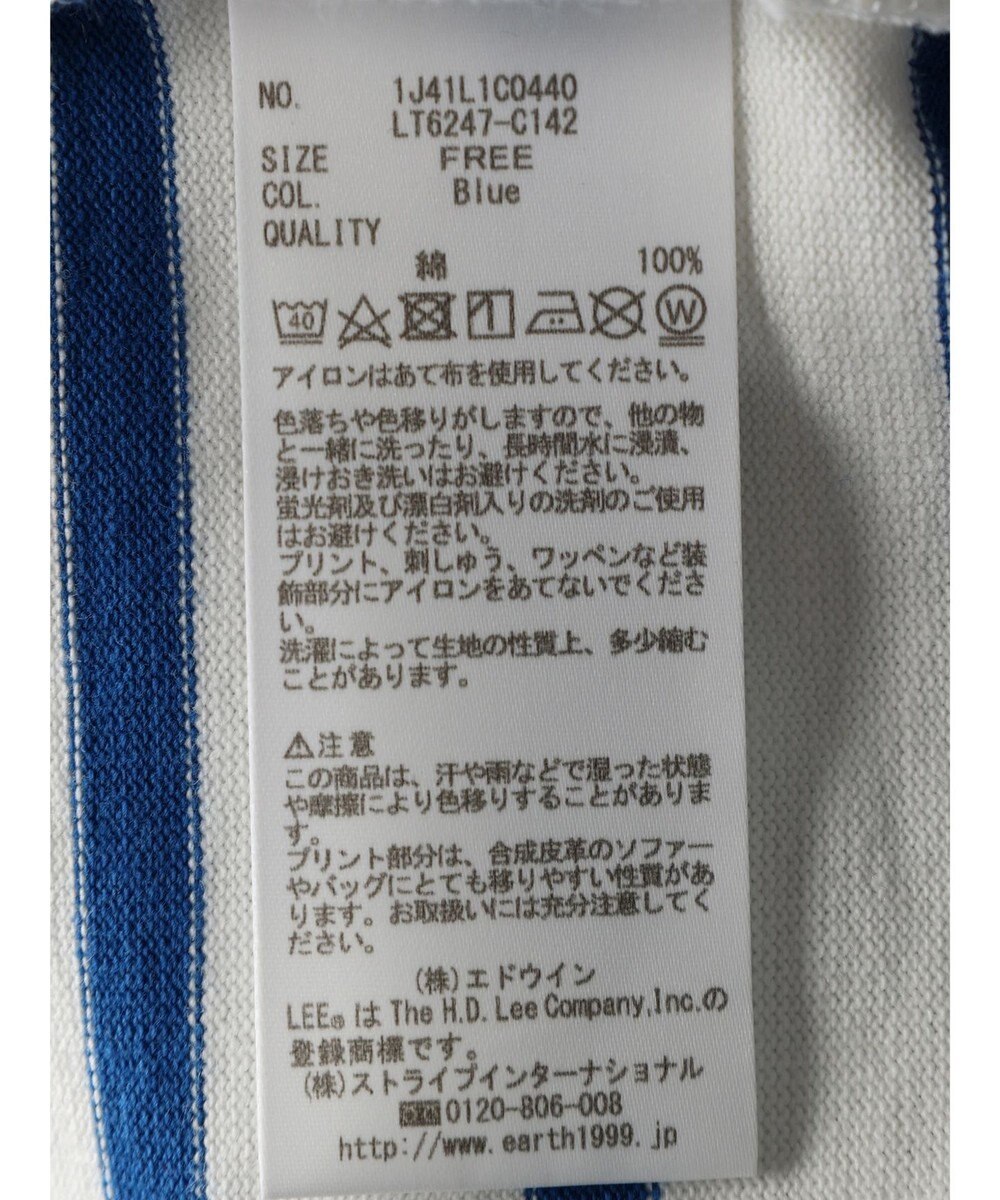 NO. 1J41L1C0440
LT6247-C142
SIZE FREE
COL. Blue
QUALITY
綿 100%
40 W
アイロンはあて布を使用してください。
色落ちや色移りがしますので、他の物
と一緒に洗ったり、長時間水に浸漬、
浸けおき洗いはお避けください。
蛍光剤及び漂白剤入りの洗剤のご使用
はお避けください。
プリント、刺しゅう、ワッペンなど装
飾部分にアイロンをあてないでくださ
い。
洗濯によって生地の性質上、多少縮む
ことがあります。
⚠注意
この商品は、汗や雨などで湿った状態
や摩擦により色移りすることがありま
す。
プリント部分は、合成皮革のソファー
やバッグにとても移りやすい性質があ
ります。お取扱いには充分注意してく
ださい。
(株)エドウイン
LEE® は The H.D. Lee Company,Inc.の
登録商標です。
(株)ストライプインターナショナル
0120-806-008
http://www.earth1999.jp